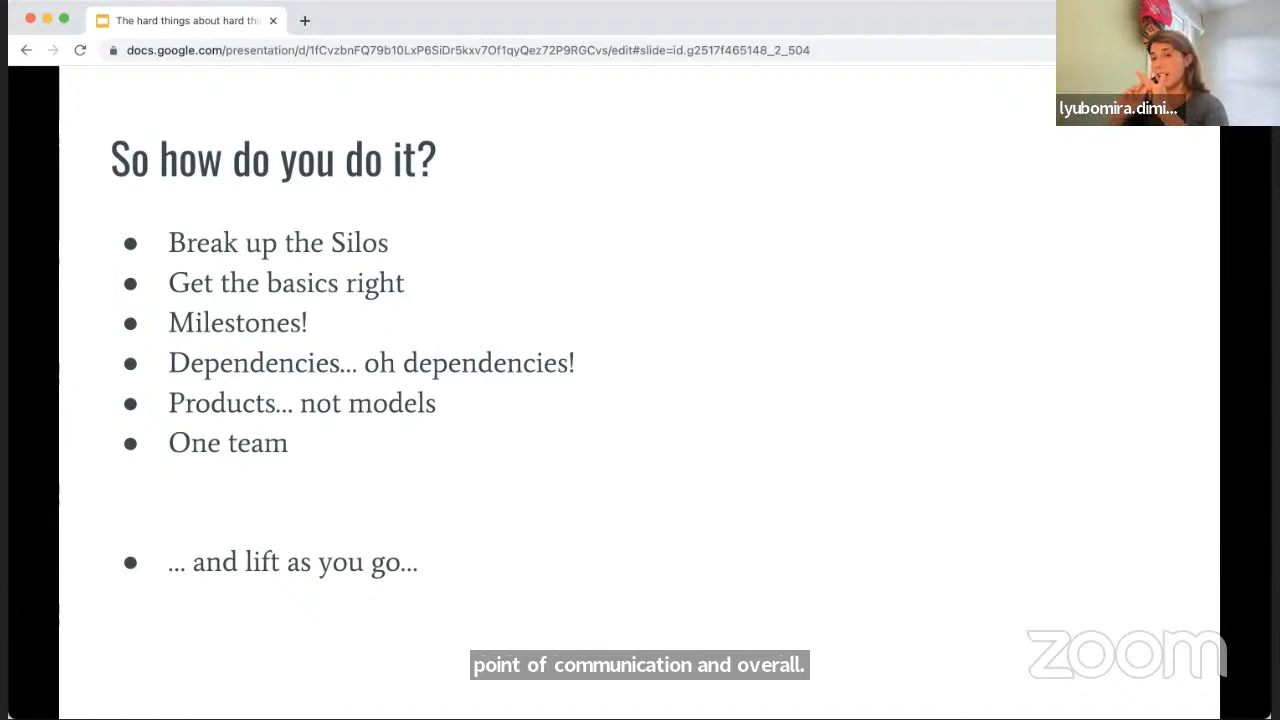 The hard things about hard thi
docs.google.com/presentation/d/1fCvzbnFQ79b10LxP6SiDr5kxv7Of1qyQez72P9RGCvs/edit#slide=id.g2517f465148_2_504
lyubomira.dimi...
So how do you do it?
● Break up the Silos
● Get the basics right
● Milestones!
● Dependencies... oh dependencies!
● Products... not models
● One team
● ... and lift as you go...
point of communication and overall.
zoom